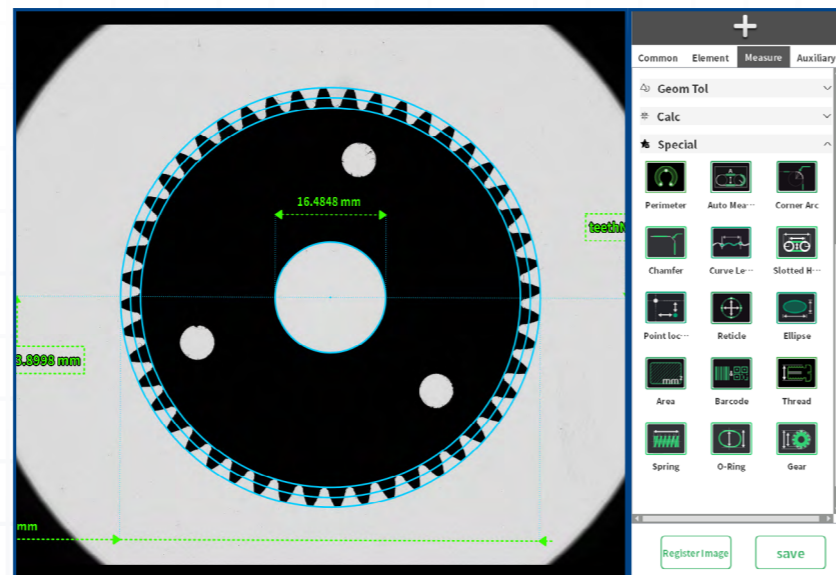 Common Element Measure Auxiliary
Geom Tol
Calc
Special
16.4848 mm
Perimeter Auto Mea··· Corner Arc
teethN
Chamfer Curve Le··· Slotted H···
mm
Point loc··· Reticle Ellipse
3.8998 mm
mm²
Area Barcode Thread
Spring O-Ring Gear
Register Image save